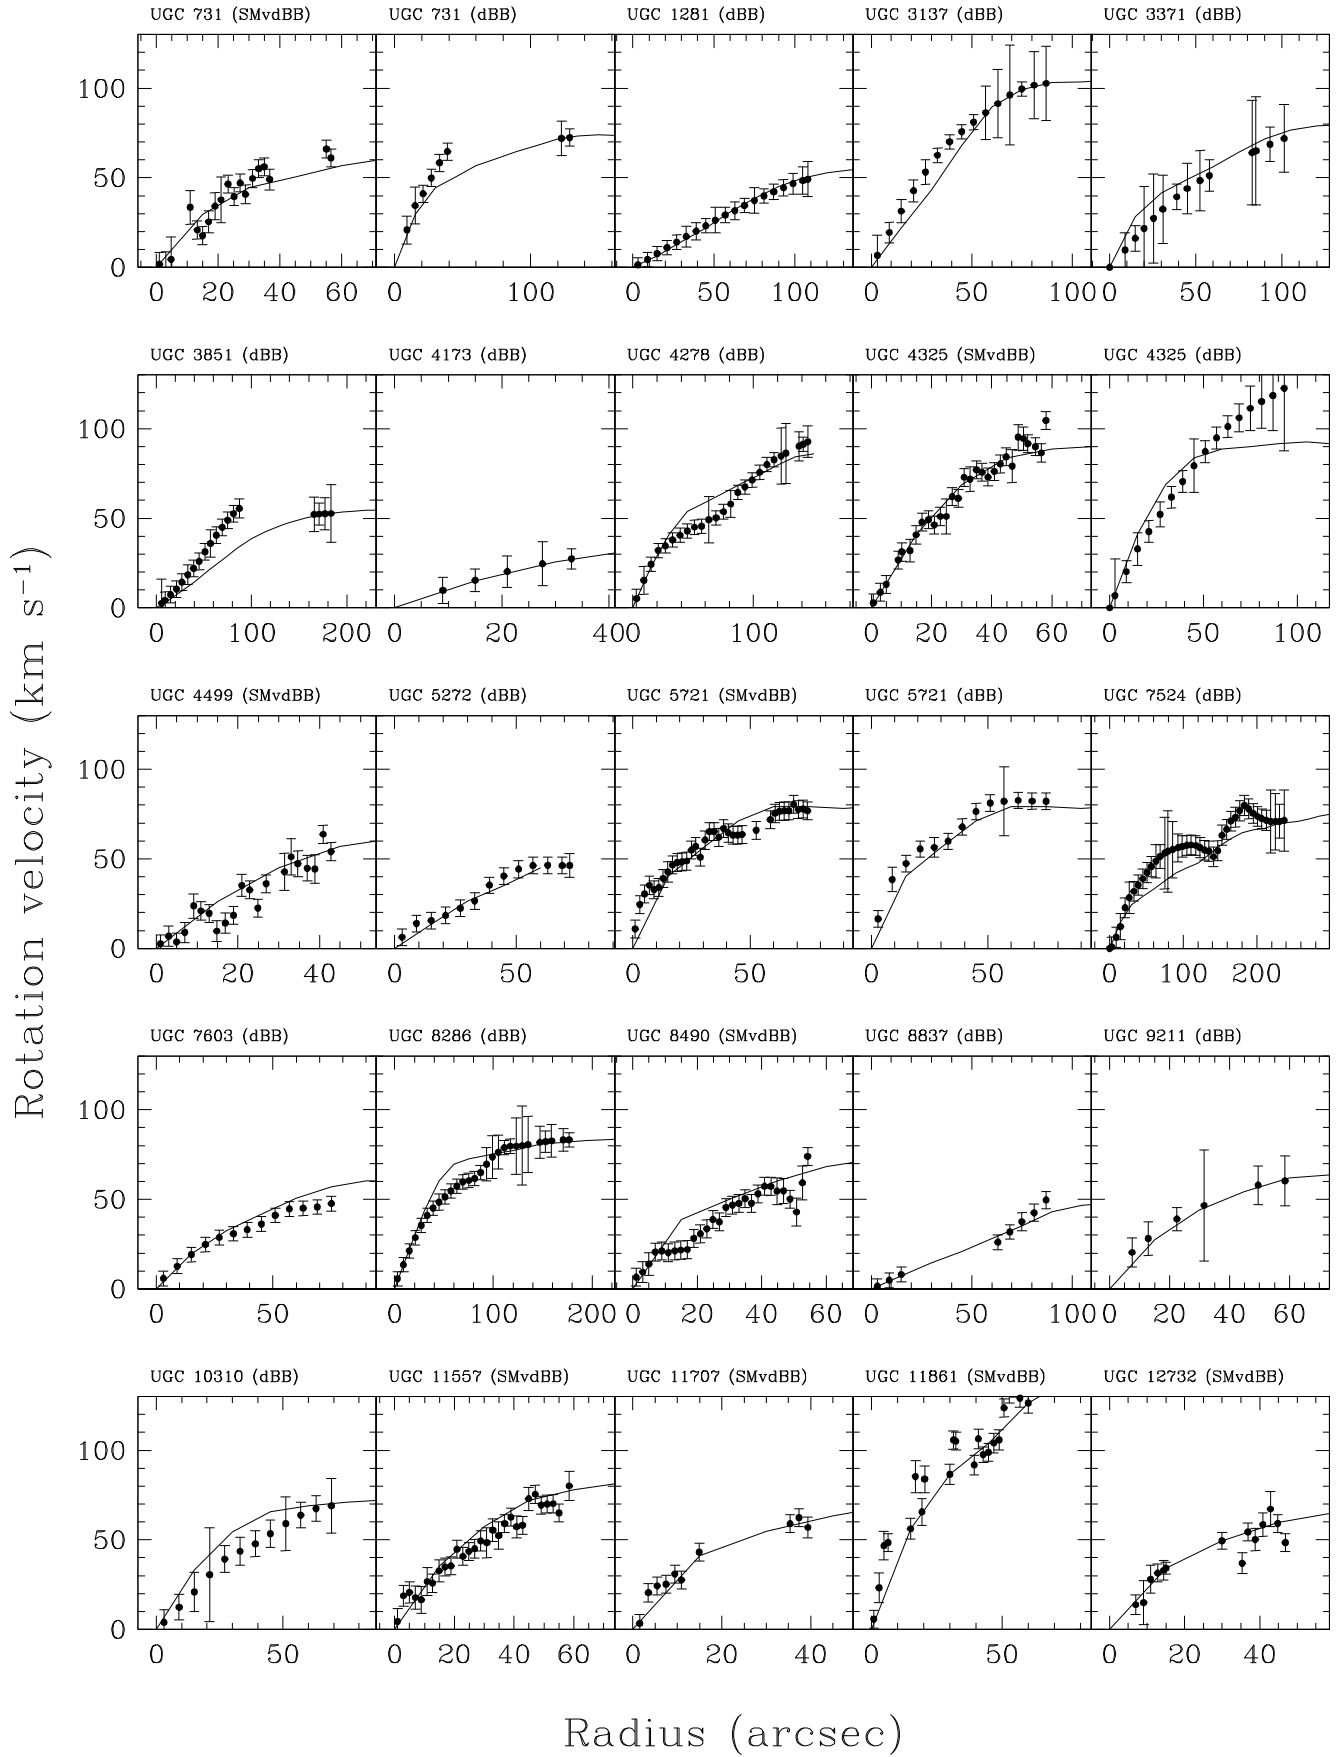 UGC 731 (SMvdBB) UGC 731 (dBB) UGC 1281 (dBB) UGC 3137 (dBB) UGC 3371 (dBB)
100
50
0
0 20 40 60 0 100 0 50 100 0 50 100 0 50 100
UGC 3851 (dBB) UGC 4173 (dBB) UGC 4278 (dBB) UGC 4325 (SMvdBB) UGC 4325 (dBB)
100
50
0
0 100 200 0 20 40 0 100 0 20 40 60 0 50 100
UGC 4499 (SMvdBB) UGC 5272 (dBB) UGC 5721 (SMvdBB) UGC 5721 (dBB) UGC 7524 (dBB)
100
50
0
0 20 40 0 50 0 50 0 50 0 100 200
UGC 7603 (dBB) UGC 8286 (dBB) UGC 8490 (SMvdBB) UGC 8837 (dBB) UGC 9211 (dBB)
100
50
0
0 50 0 100 200 0 20 40 60 0 50 100 0 20 40 60
UGC 10310 (dBB) UGC 11557 (SMvdBB) UGC 11707 (SMvdBB) UGC 11861 (SMvdBB) UGC 12732 (SMvdBB)
100
50
0
0 50 0 20 40 60 0 20 40 0 50 0 20 40
Rotation velocity (km s⁻¹)
Radius (arcsec)